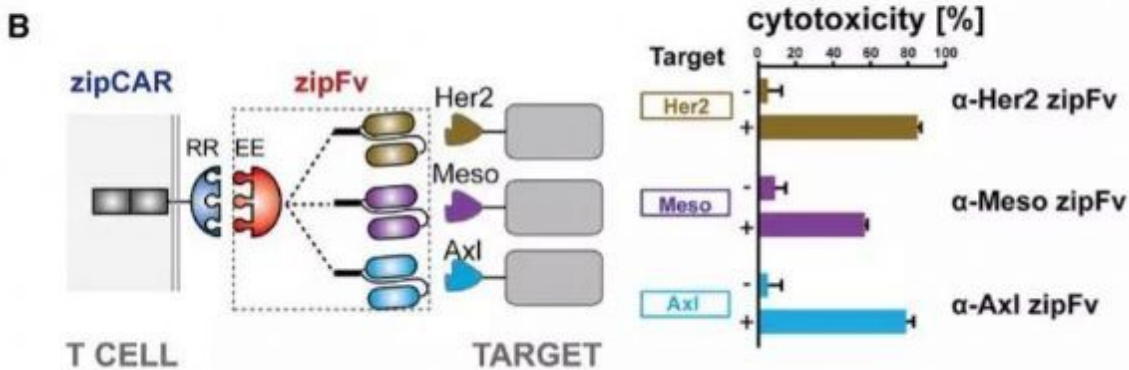 B
cytotoxicity [%]
Target
0 20 40 60 80 100
zipCAR
zipFv
Her2
RR
EE
Meso
Axl
T CELL
TARGET
-
Her2
+
α-Her2 zipFv
-
Meso
+
α-Meso zipFv
-
Axl
+
α-Axl zipFv